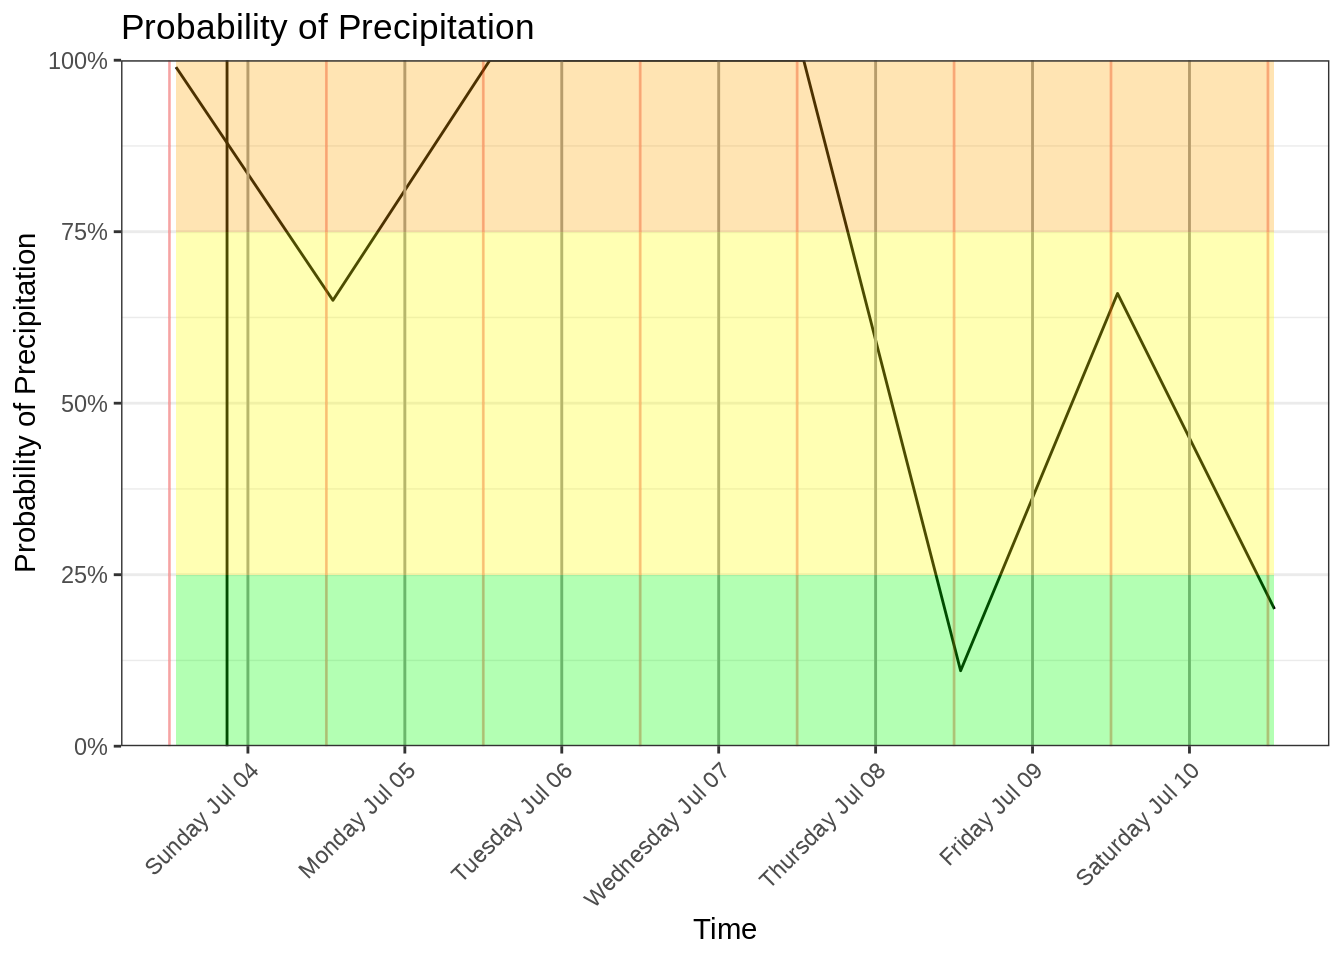 Probability of Precipitation
Probability of Precipitation
100%
75%
50%
25%
0%
Sunday Jul 04
Monday Jul 05
Tuesday Jul 06
Wednesday Jul 07
Thursday Jul 08
Friday Jul 09
Saturday Jul 10
Time